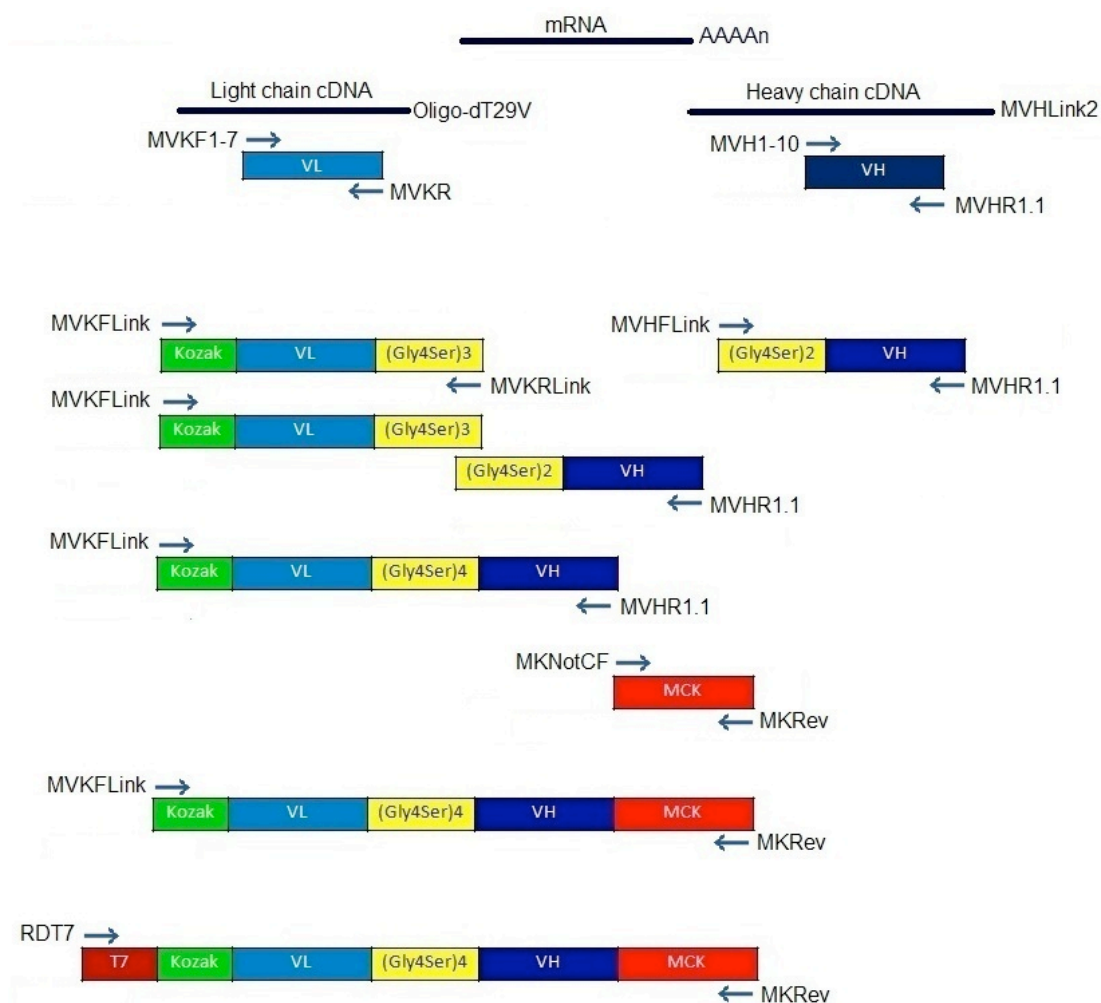 mRNA
AAAAn
Light chain cDNA
Oligo-dT29V
Heavy chain cDNA
MVHLink2
MVKF1-7
VL
MVKR
MVH1-10
VH
MVHR1.1
MVKFLink
Kozak VL (Gly4Ser)3
MVKRLink
MVHFLink
(Gly4Ser)2 VH
MVHR1.1
MVKFLink
Kozak VL (Gly4Ser)3
(Gly4Ser)2 VH
MVHR1.1
MVKFLink
Kozak VL (Gly4Ser)4 VH
MVHR1.1
MKNotCF
MCK
MKRev
MVKFLink
Kozak VL (Gly4Ser)4 VH MCK
MKRev
RDT7
T7 Kozak VL (Gly4Ser)4 VH MCK
MKRev